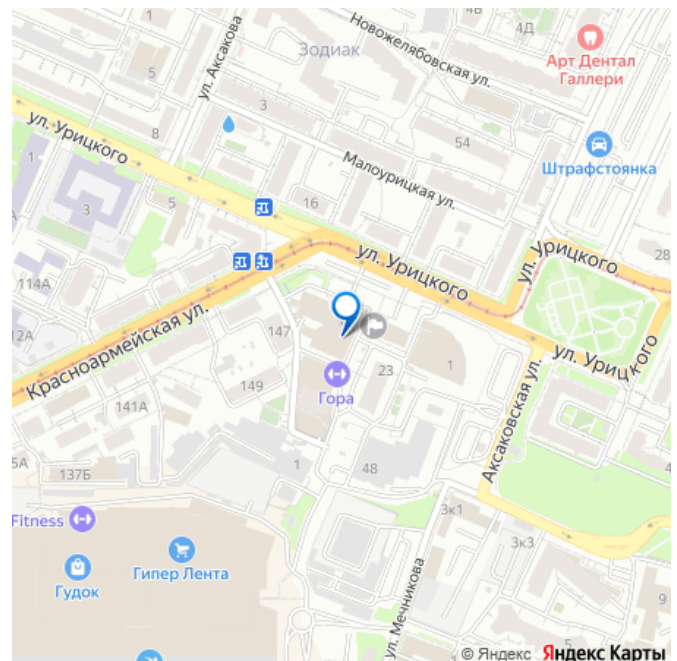 4Б
4Д
Новожелябовская ул.
Зодиак
Арт Дентал
Галлери
ул. Аксакова
5
3
8
54
ул. Урицкого
Штрафстоянка
Малоурицкая ул.
1
3
5
16
ул. Урицкого
ул. Урицкого
28
114А
12А
Красноармейская ул.
147
1
ул. Урицкого
23
Гора
149
Аксаковская ул.
141А
5А
137Б
1
48
3к1
Fitness
3к3
Гипер Лента
Гудок
ул. Мечникова
9
© Яндекс Яндекс Карты